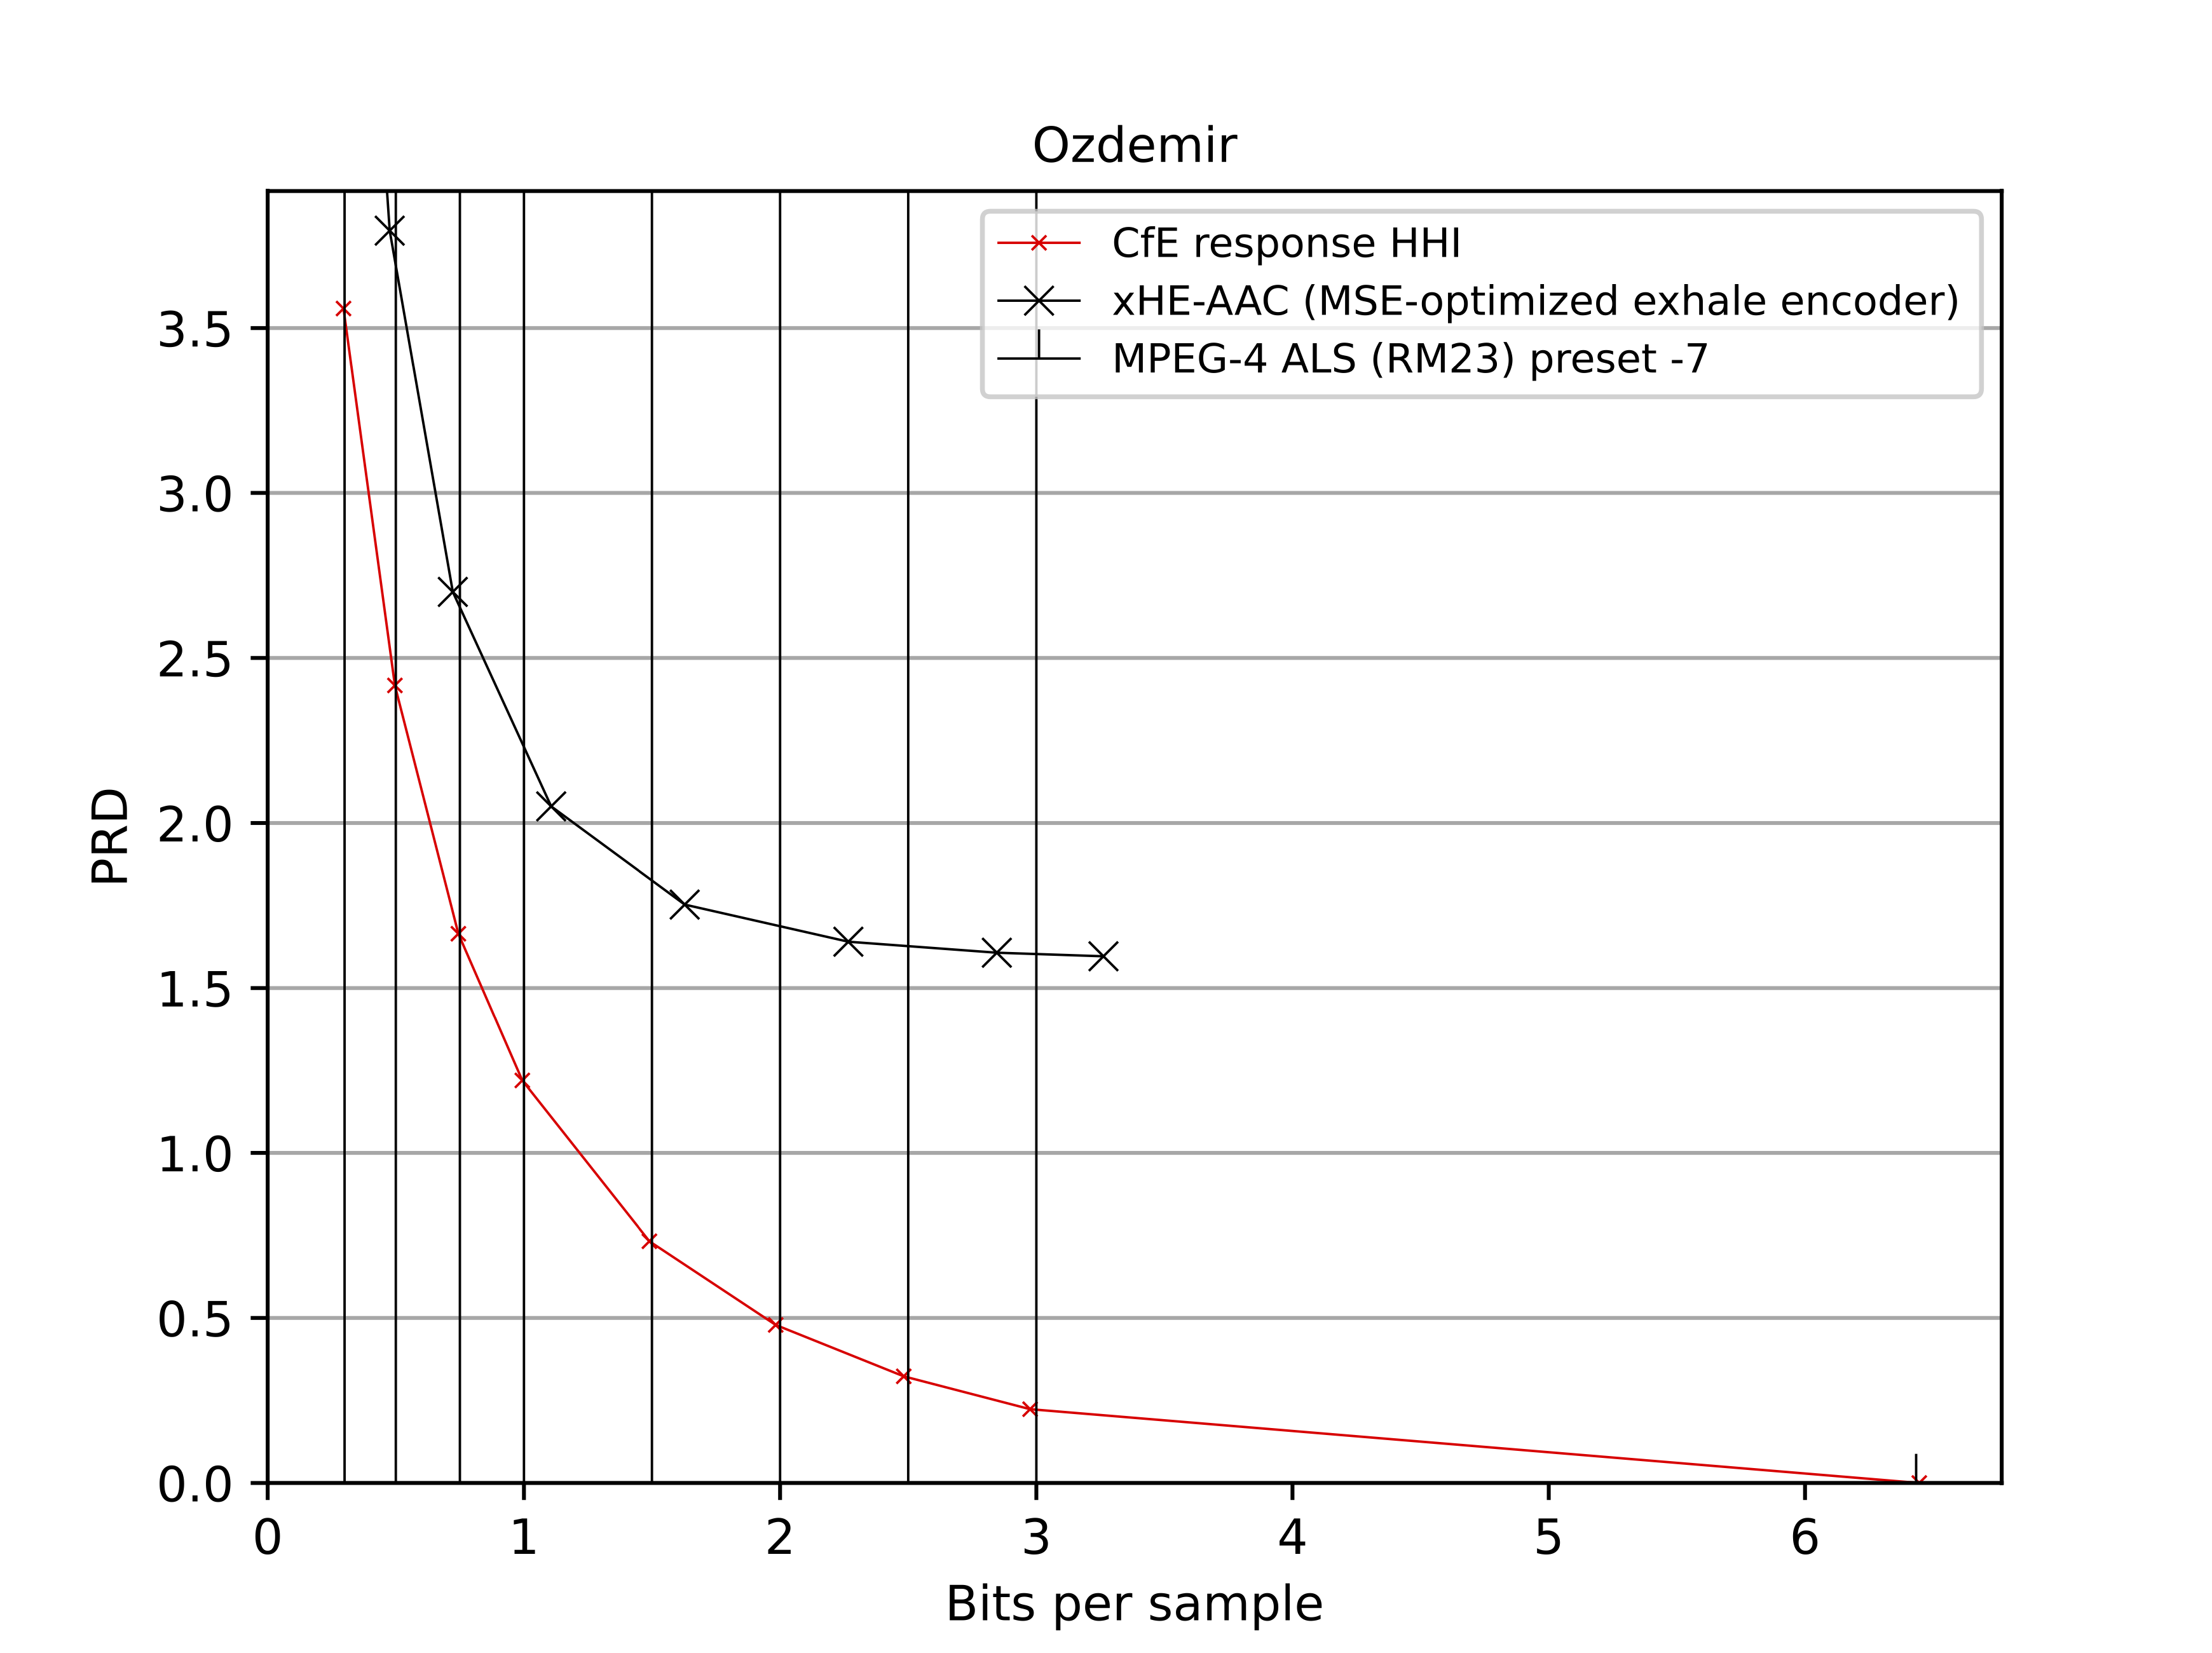 Ozdemir
CfE response HHI
xHE-AAC (MSE-optimized exhale encoder)
MPEG-4 ALS (RM23) preset -7
3.5
3.0
2.5
2.0
1.5
1.0
0.5
0.0
PRD
0 1 2 3 4 5 6
Bits per sample